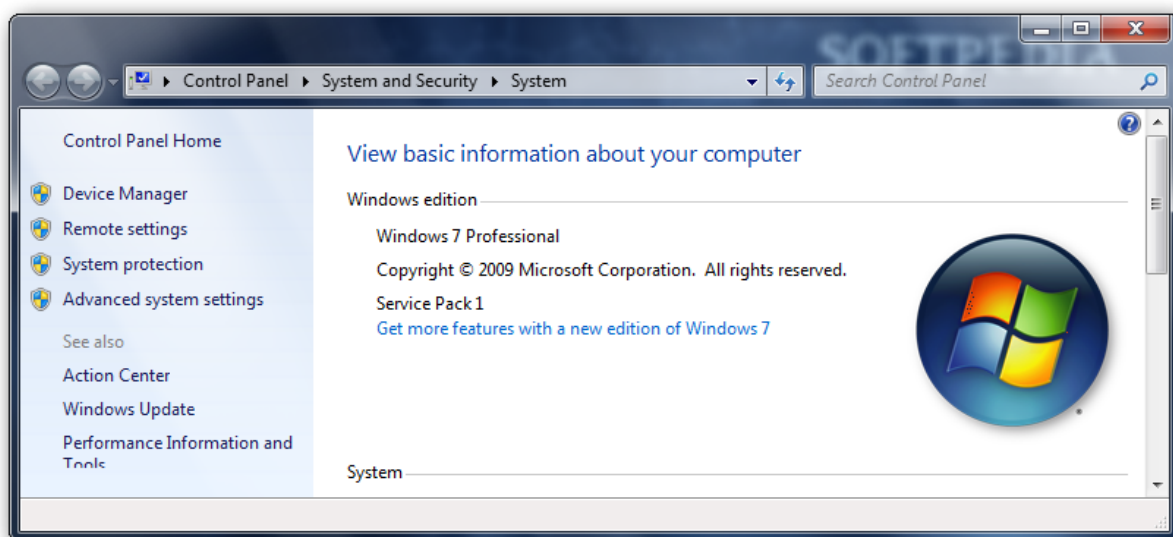 SOFTPEDIA
Control Panel System and Security System
Search Control Panel
Control Panel Home
Device Manager
Remote settings
System protection
Advanced system settings
See also
Action Center
Windows Update
Performance Information and
Tools
View basic information about your computer
Windows edition
Windows 7 Professional
Copyright © 2009 Microsoft Corporation. All rights reserved.
Service Pack 1
Get more features with a new edition of Windows 7
System